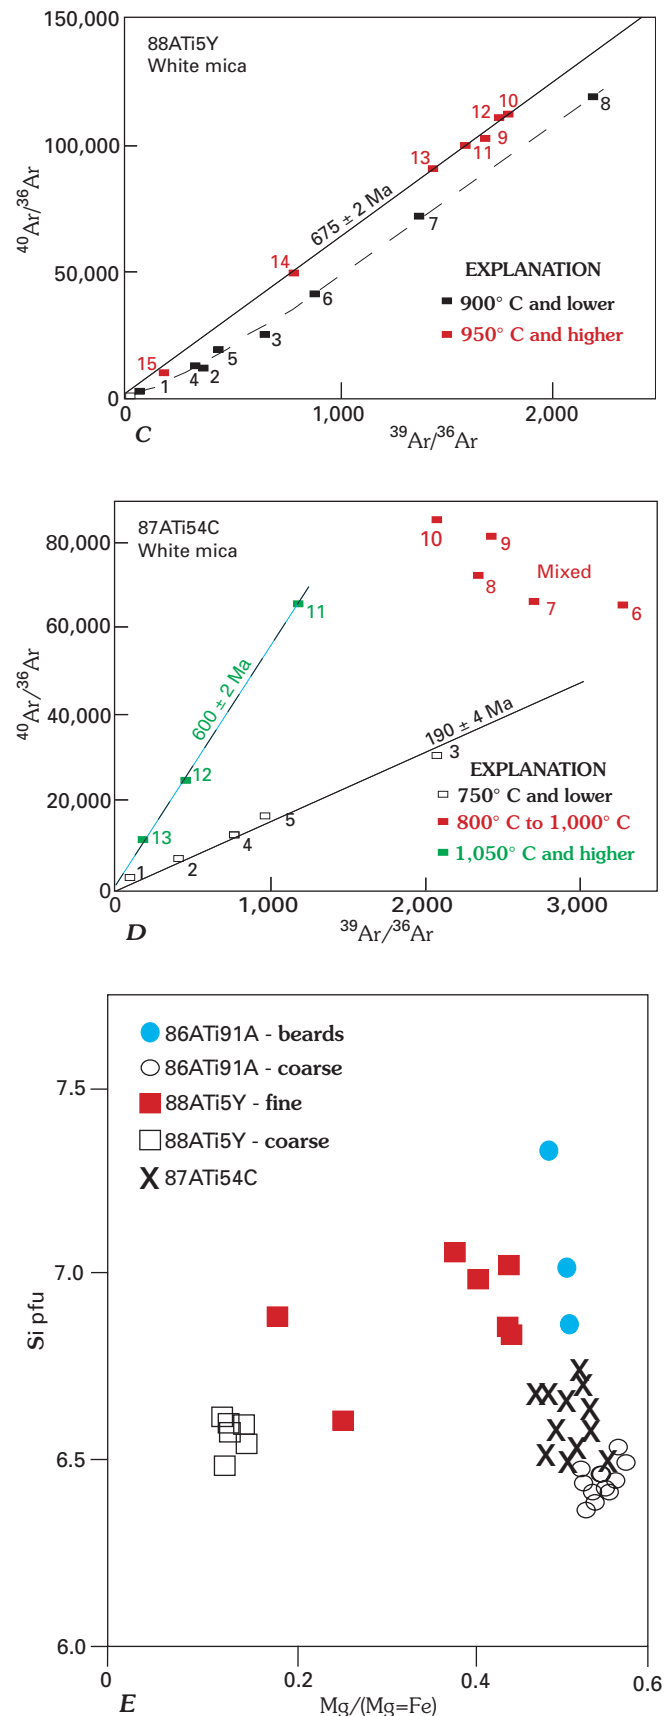 150,000
88ATi5Y
White mica
10
12
8
100,000
9
11
13
40Ar/36Ar
7
675 ± 2 Ma
14
50,000
EXPLANATION
6
900° C and lower
3
950° C and higher
15
5
1
4
2
0
0
1,000
2,000
C
39Ar/36Ar
87ATi54C
White mica
80,000
10
9
Mixed
8
11
7
6
60,000
40Ar/36Ar
600 ± 2 Ma
40,000
190 ± 4 Ma
3
12
EXPLANATION
20,000
750° C and lower
5
800° C to 1,000° C
13
4
1,050° C and higher
1
2
0
0
1,000
2,000
3,000
D
39Ar/36Ar
86ATi91A - beards
86ATi91A - coarse
7.5
88ATi5Y - fine
88ATi5Y - coarse
87ATi54C
7.0
Si pfu
6.5
6.0
0
0.2
0.4
0.6
E
Mg/(Mg=Fe)